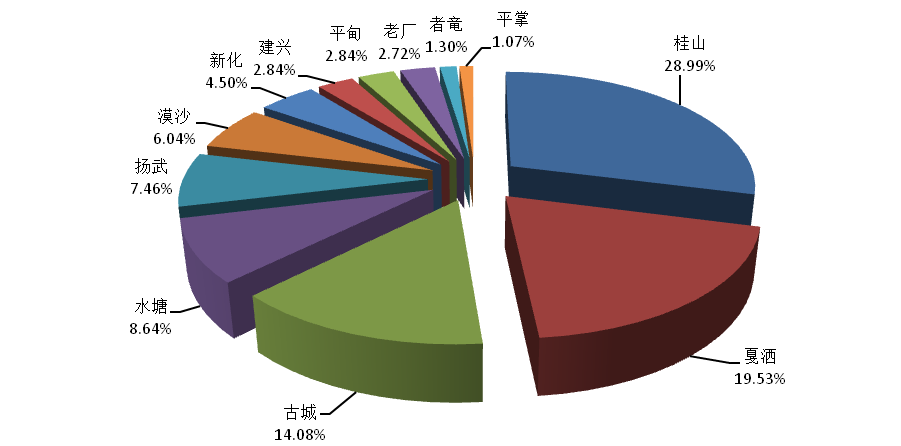 桂山
28.99%
夏洒
19.53%
古城
14.08%
水塘
8.64%
扬武
7.46%
漠沙
6.04%
新化
4.50%
建兴
2.84%
平甸
2.84%
老厂
2.72%
者竜
1.30%
平掌
1.07%